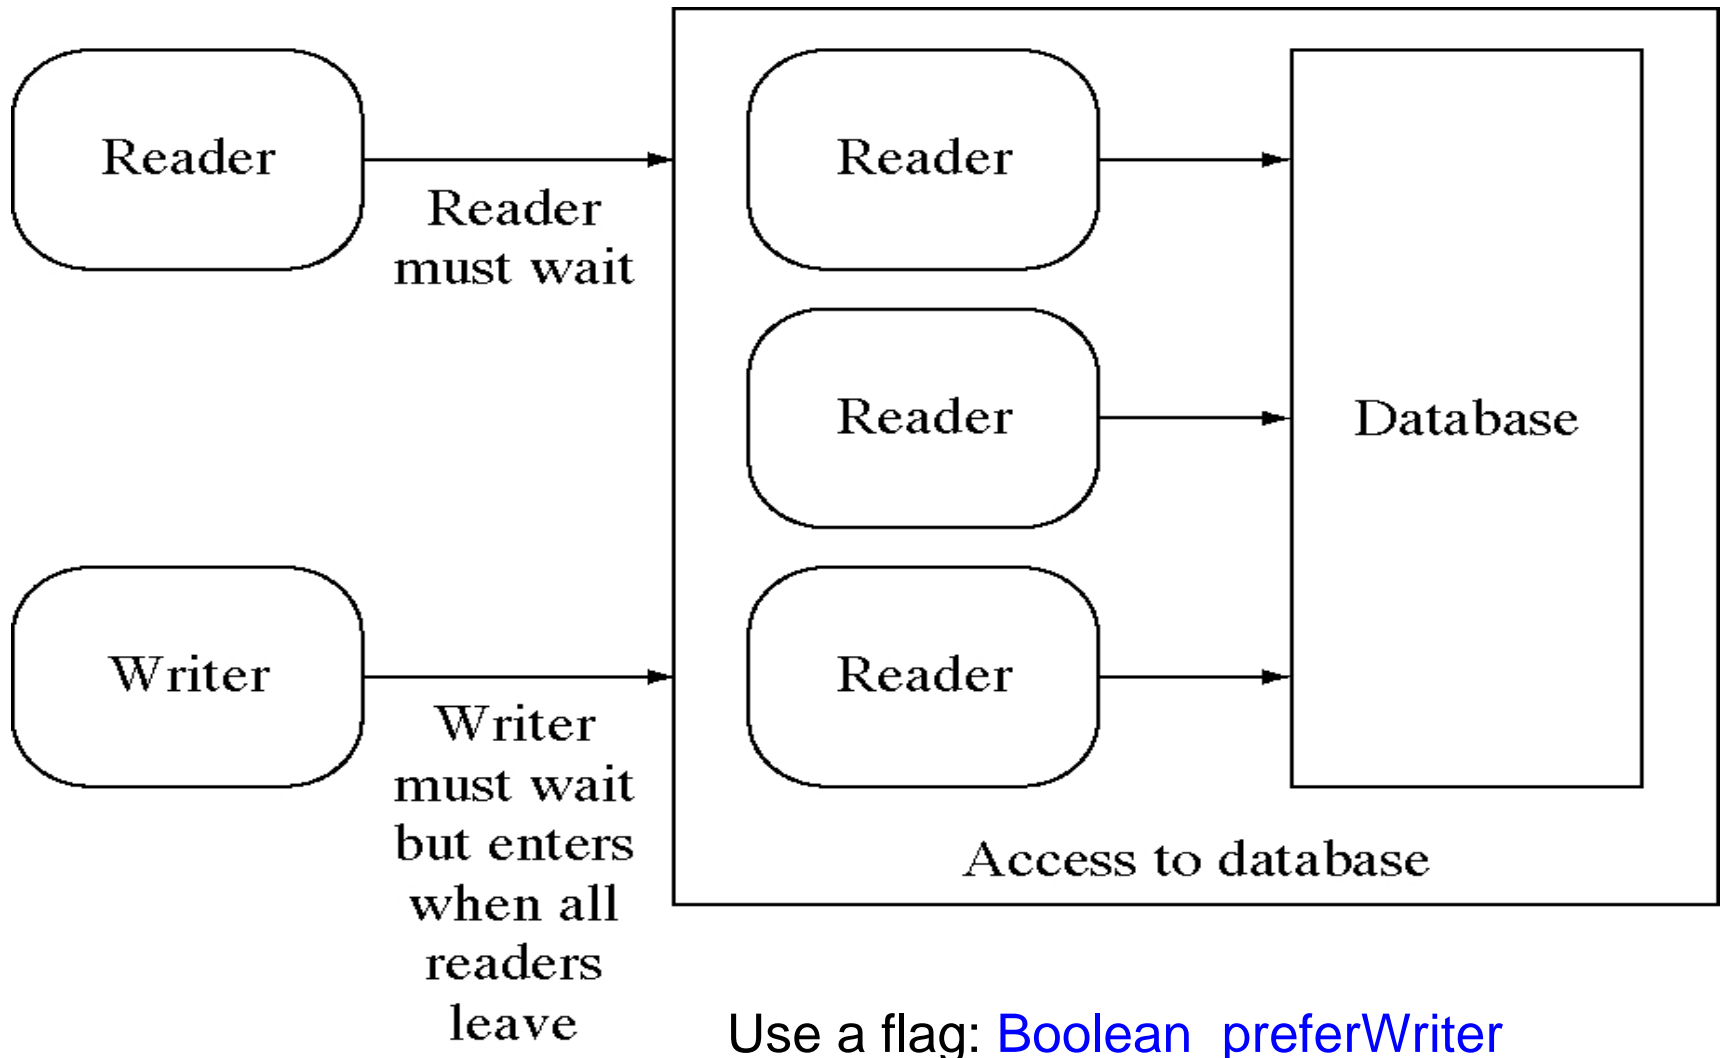 Reader
Reader
must wait
Writer
Writer
must wait
but enters
when all
readers
leave
Reader
Reader
Reader
Database
Access to database
Use a flag: Boolean preferWriter